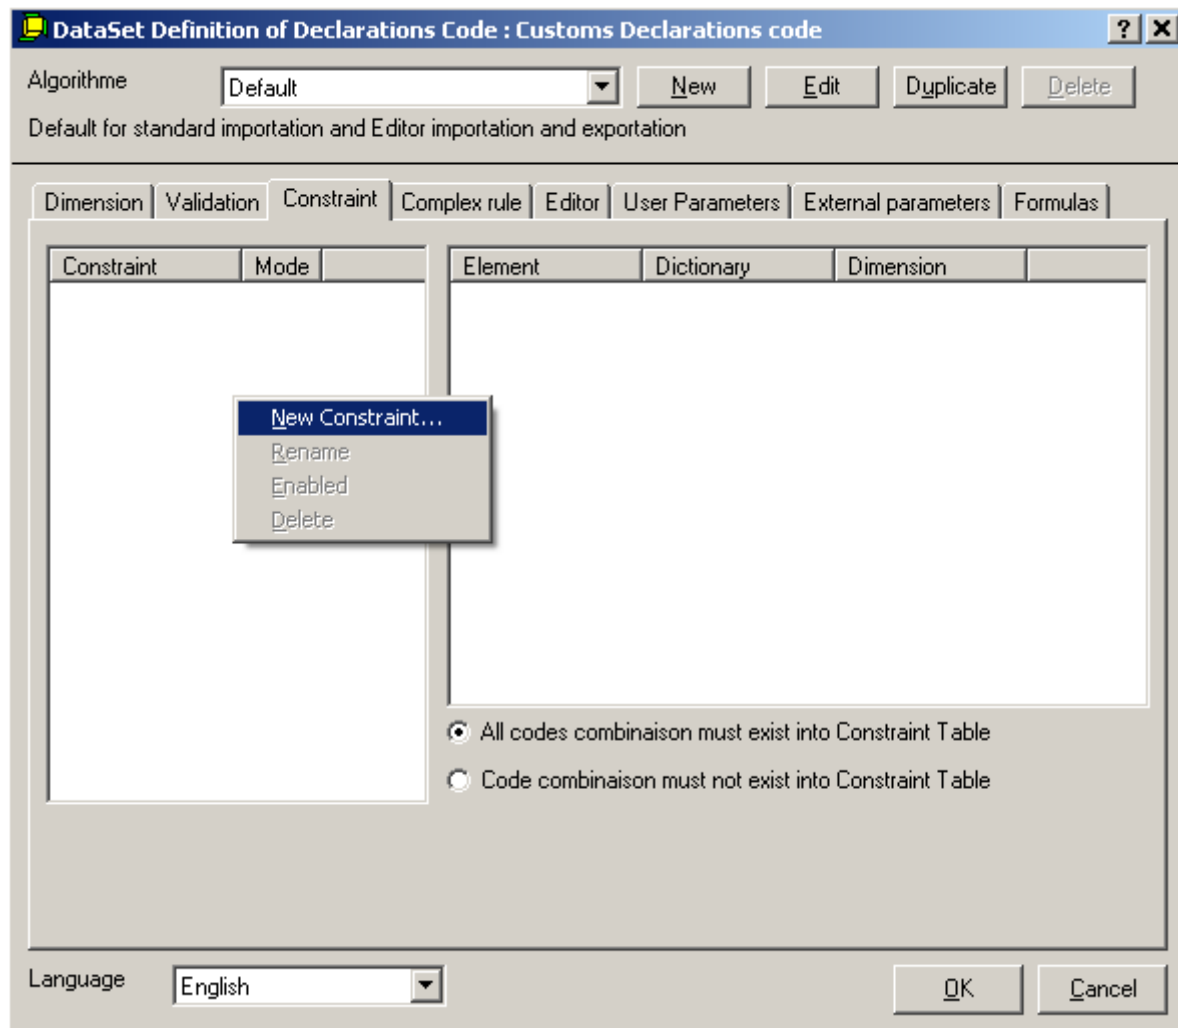 DataSet Definition of Declarations Code : Customs Declarations code
Algorithme Default New Edit Duplicate Delete
Default for standard importation and Editor importation and exportation
Dimension Validation Constraint Complex rule Editor User Parameters External parameters Formulas
Constraint Mode Element Dictionary Dimension
New Constraint...
Rename
Enabled
Delete
All codes combinaison must exist into Constraint Table
Code combinaison must not exist into Constraint Table
Language English OK Cancel